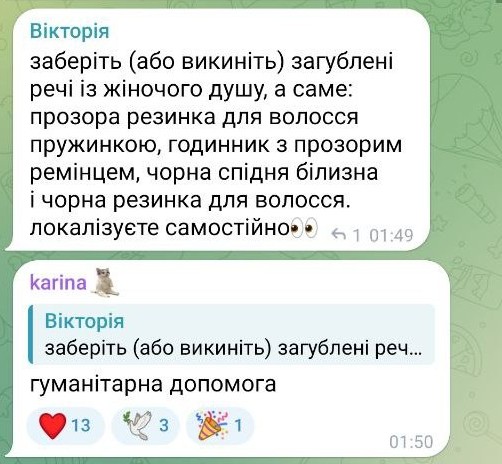 Вікторія
заберіть (або викиніть) загублені
речі із жіночого душу, а саме:
прозора резинка для волосся
пружинкою, годинник з прозорим
ремінцем, чорна спідня білизна
і чорна резинка для волосся.
локалізуєте самостійно👀 1 01:49
karina
Вікторія
заберіть (або викиніть) загублені реч...
гуманітарна допомога
❤️ 13 🕊️ 3 🎉 1
01:50